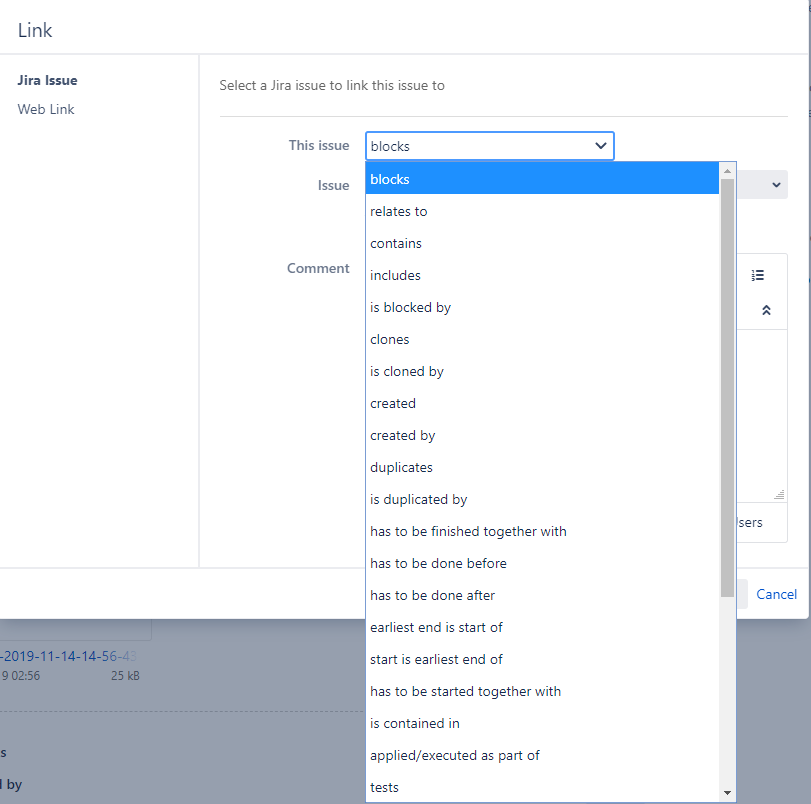 Link
Jira Issue
Web Link
Select a Jira issue to link this issue to
This issue
blocks
Issue
Comment
blocks
relates to
contains
includes
is blocked by
clones
is cloned by
created
created by
duplicates
is duplicated by
has to be finished together with
has to be done before
has to be done after
earliest end is start of
start is earliest end of
has to be started together with
is contained in
applied/executed as part of
tests
Cancel
-2019-11-14-14-56-43
9 02:56
25 kB
by